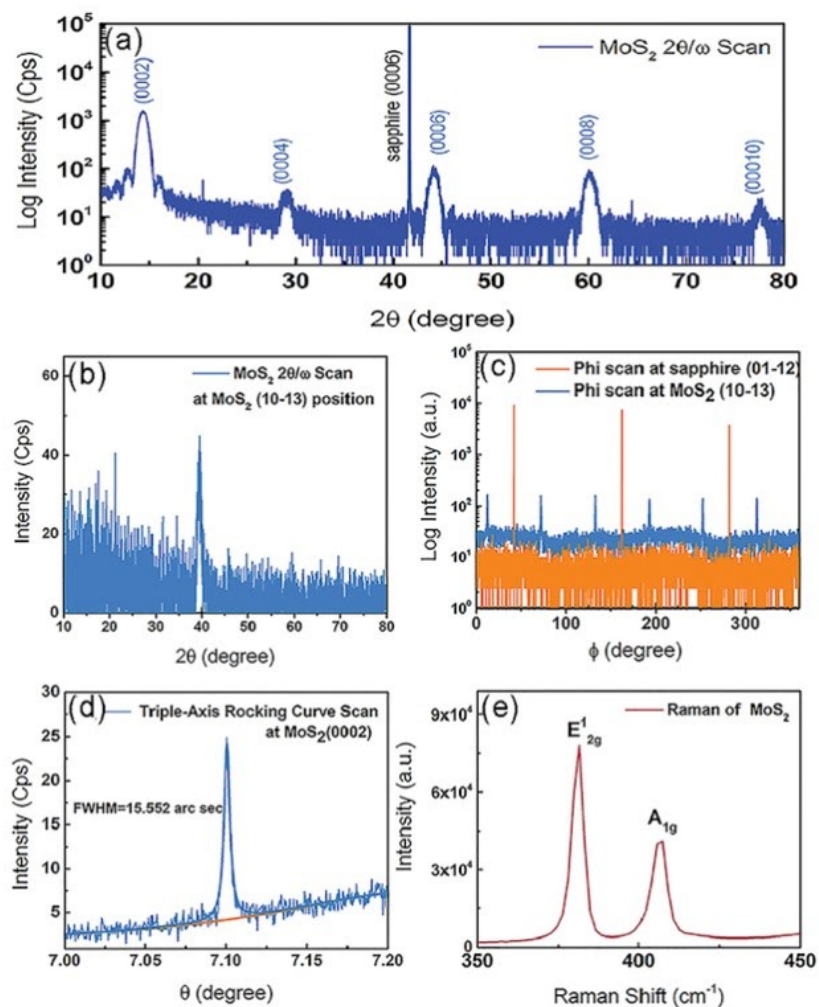 (a)
MoS₂ 2θ/ω Scan
(0002)
(0004)
sapphire (0006)
(0006)
(0008)
(00010)
Log Intensity (Cps)
10⁵
10⁴
10³
10²
10¹
10⁰
10 20 30 40 50 60 70 80
2θ (degree)
(b)
MoS₂ 2θ/ω Scan
at MoS₂ (10-13) position
Intensity (Cps)
60
40
20
0
10 20 30 40 50 60 70 80
2θ (degree)
(c)
Phi scan at sapphire (01-12)
Phi scan at MoS₂ (10-13)
Log Intensity (a.u.)
10⁵
10⁴
10³
10²
10¹
10⁰
0 100 200 300
ϕ (degree)
(d)
Triple-Axis Rocking Curve Scan
at MoS₂(0002)
FWHM=15.552 arc sec
Intensity (Cps)
30
25
20
15
10
5
7.00 7.05 7.10 7.15 7.20
θ (degree)
(e)
Raman of MoS₂
E¹₂g
A₁g
Intensity (a.u.)
9x10⁴
6x10⁴
3x10⁴
0
350 400 450
Raman Shift (cm⁻¹)